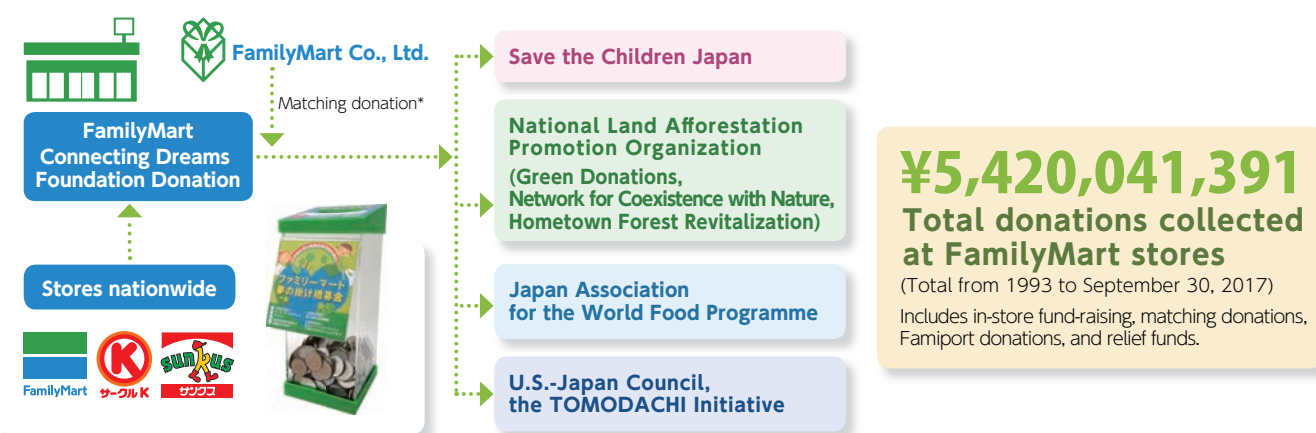 FamilyMart Co., Ltd.
Matching donation*
FamilyMart
Connecting Dreams
Foundation Donation
Stores nationwide
FamilyMart
K
サークルK
sunkus
サンクス
ファミリーマート
夢の掛け橋募金
Save the Children Japan
National Land Afforestation
Promotion Organization
(Green Donations,
Network for Coexistence with Nature,
Hometown Forest Revitalization)
Japan Association
for the World Food Programme
U.S.-Japan Council,
the TOMODACHI Initiative
¥5,420,041,391
Total donations collected
at FamilyMart stores
(Total from 1993 to September 30, 2017)
Includes in-store fund-raising, matching donations,
Famiport donations, and relief funds.